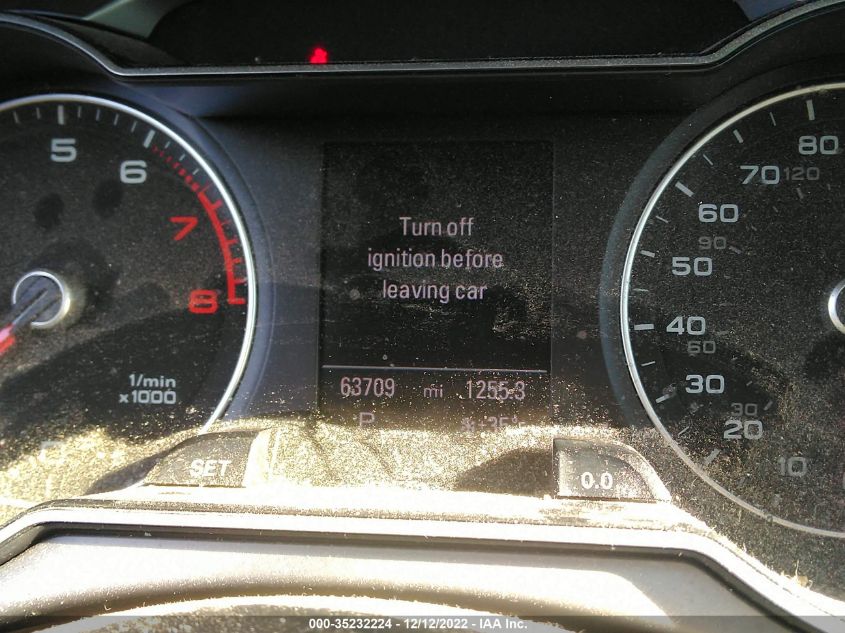 5
6
7
8
1/min
x1000
Turn off
ignition before
leaving car
63709 mi 1255.3
P +35°F
SET
0.0
80
70 120
60
90
50
40
60
30
30
20
10
000-35232224 - 12/12/2022 - IAA Inc.